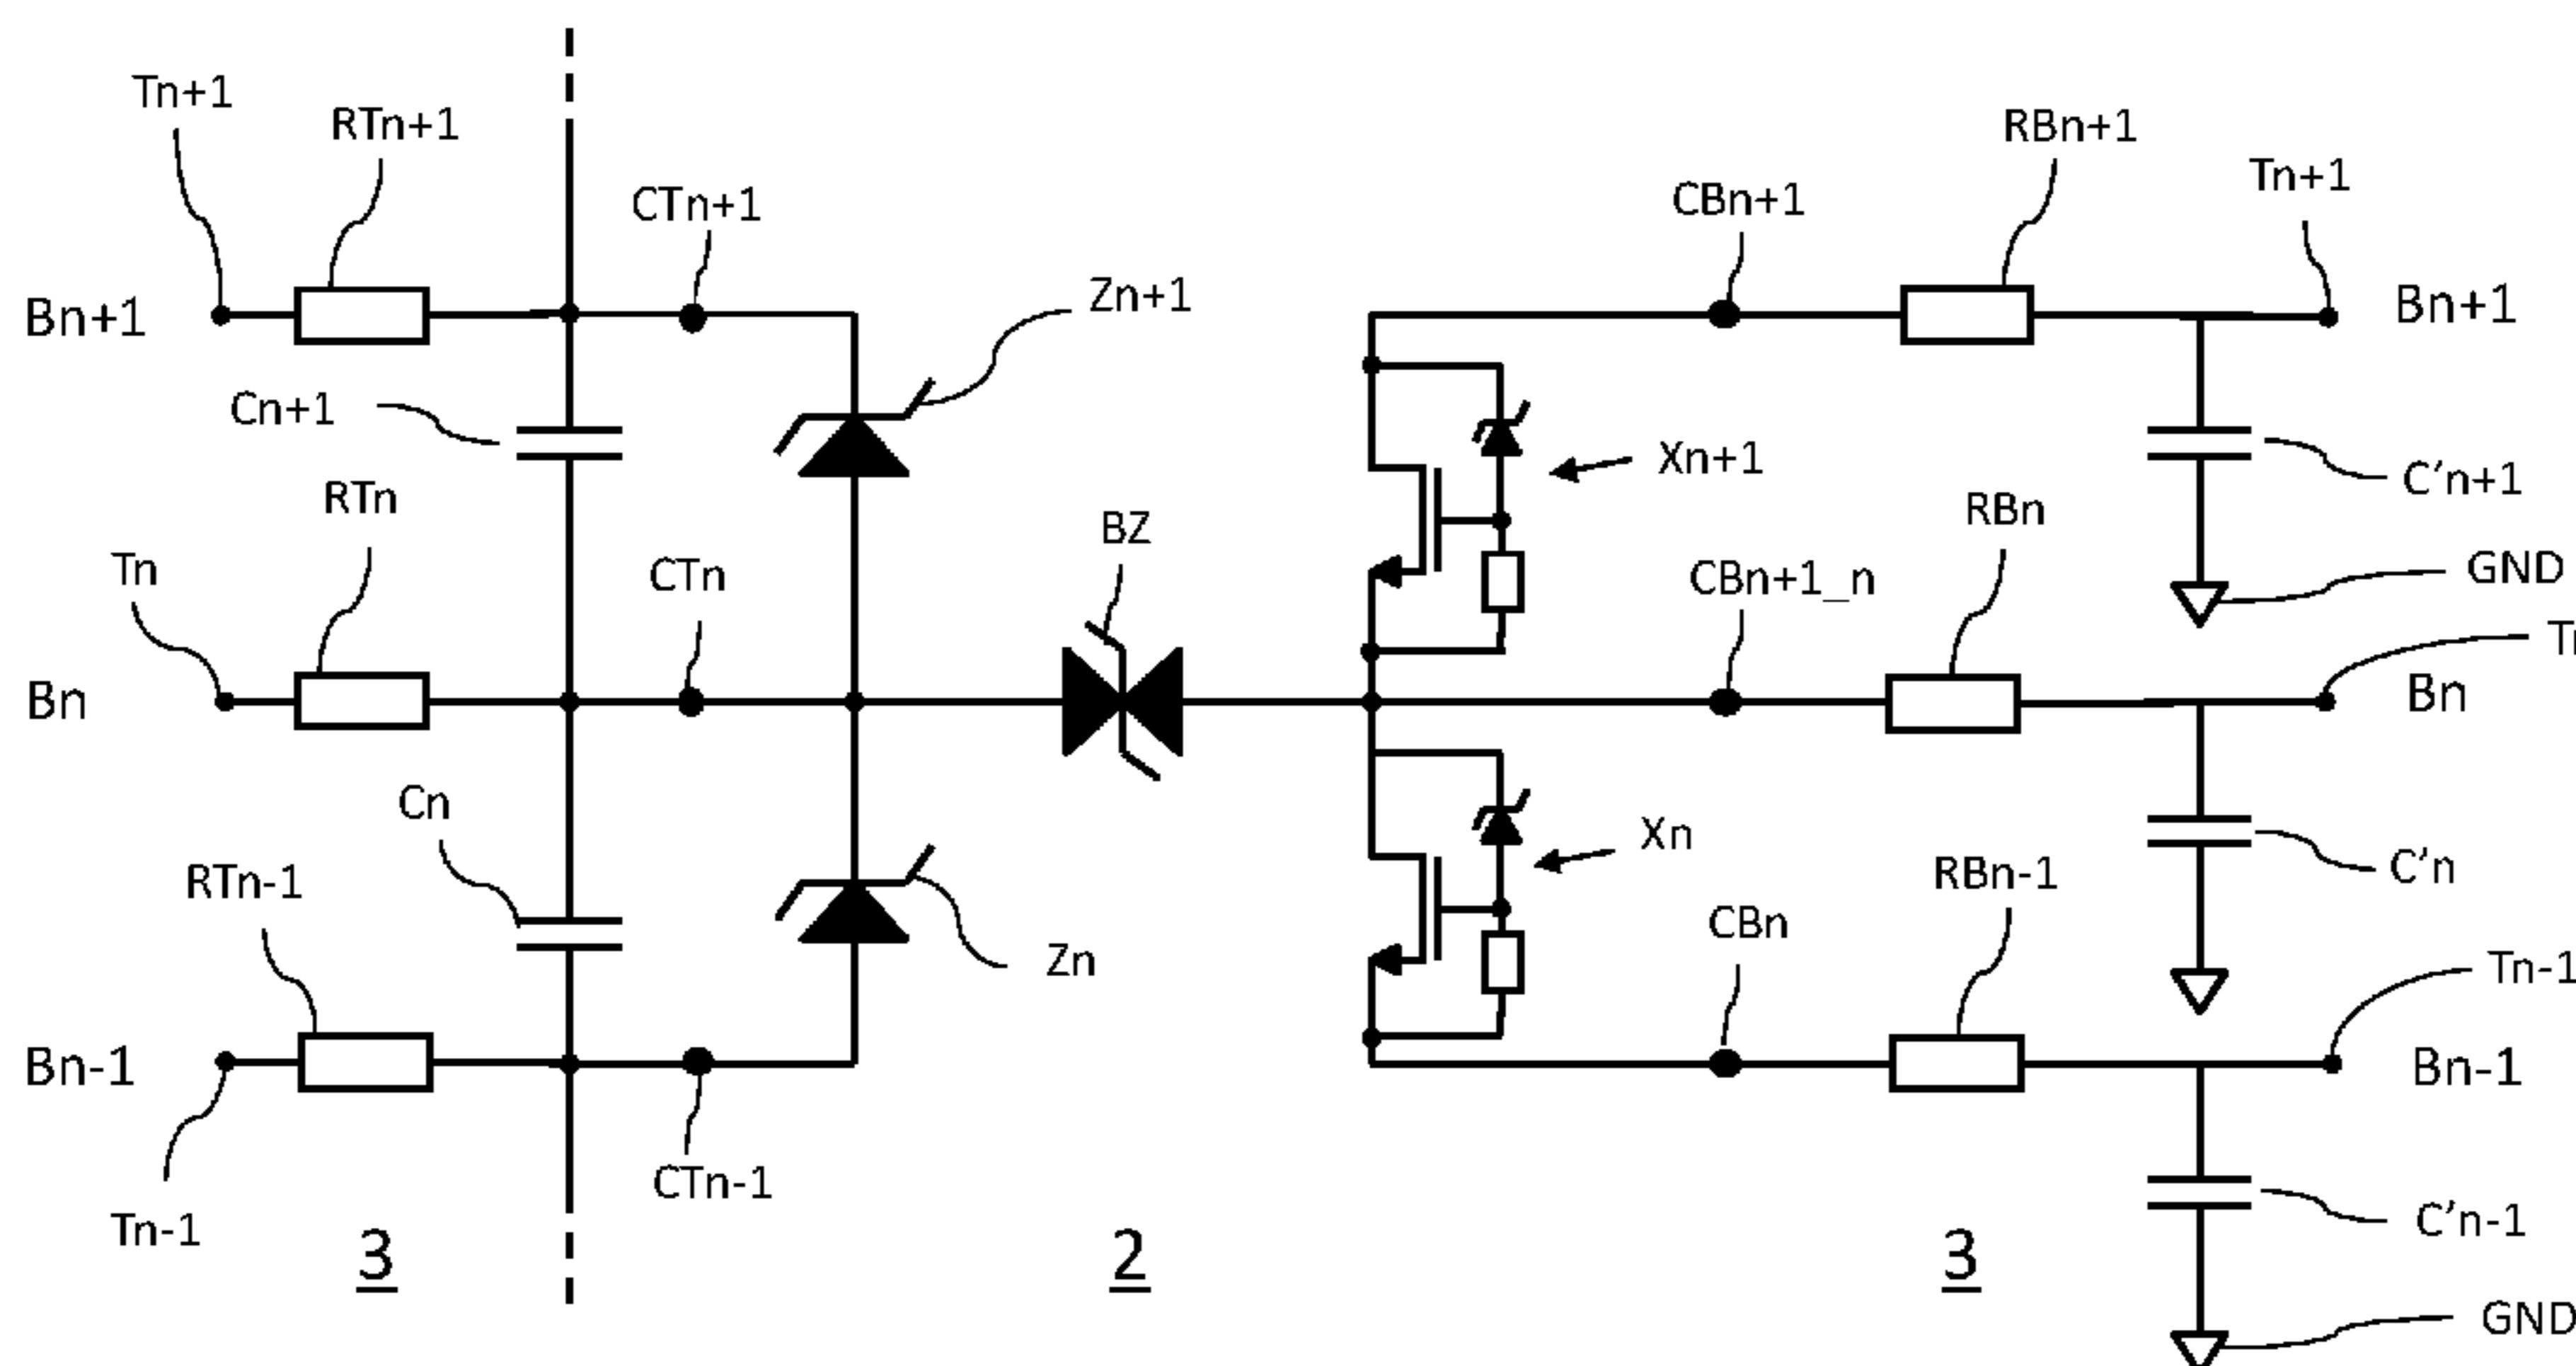 Tn+1
RTn+1
RBn+1
Tn+1
CTn+1
CBn+1
Zn+1
Bn+1
Bn+1
Cn+1
Xn+1
C'n+1
RTn
RBn
BZ
Tn
CTn
CBn+1_n
GND
Bn
Bn
Cn
Xn
C'n
RTn-1
RBn-1
CBn
Zn
Tn-1
Bn-1
Bn-1
CTn-1
Tn-1
C'n-1
3
2
3
GND